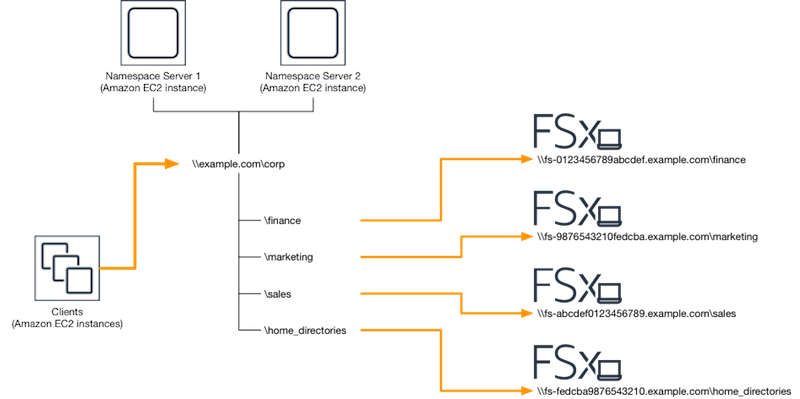 Namespace Server 1
(Amazon EC2 instance)
Namespace Server 2
(Amazon EC2 instance)
\\example.com\corp
\finance
\marketing
\sales
\home_directories
Clients
(Amazon EC2 instances)
FSx
\\fs-0123456789abcdef.example.com\finance
FSx
\\fs-9876543210fedcba.example.com\marketing
FSx
\\fs-abcdef0123456789.example.com\sales
FSx
\\fs-fedcba9876543210.example.com\home_directories